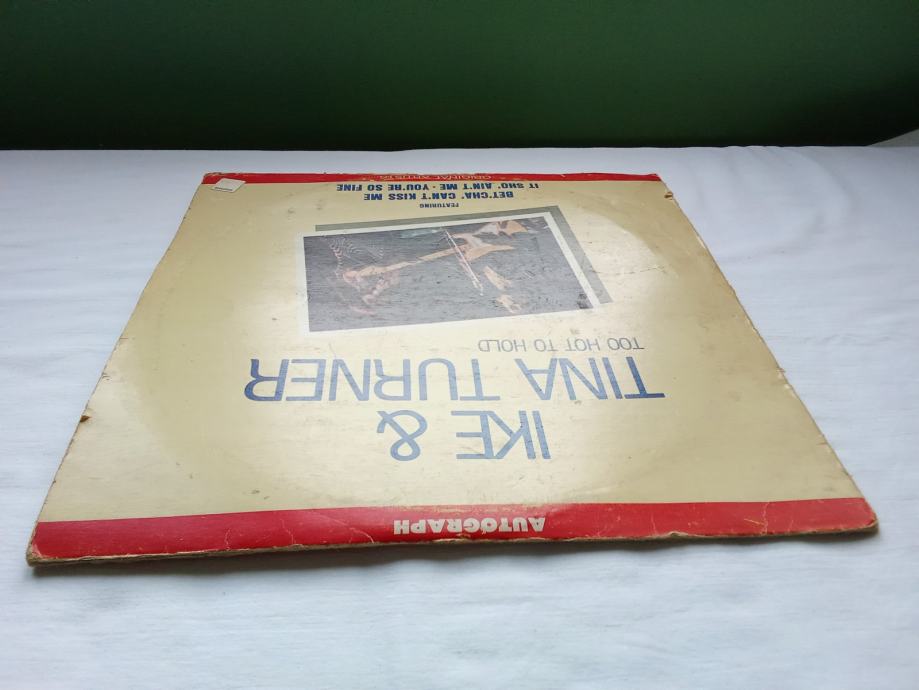 AUTOGRAPH
IKE &
TINA TURNER
TOO HOT TO HOLD
FEATURING
BET'CHA' CAN'T KISS ME
IT SHO' AIN'T ME • YOU'RE SO FINE
ORIGINAL ARTISTS